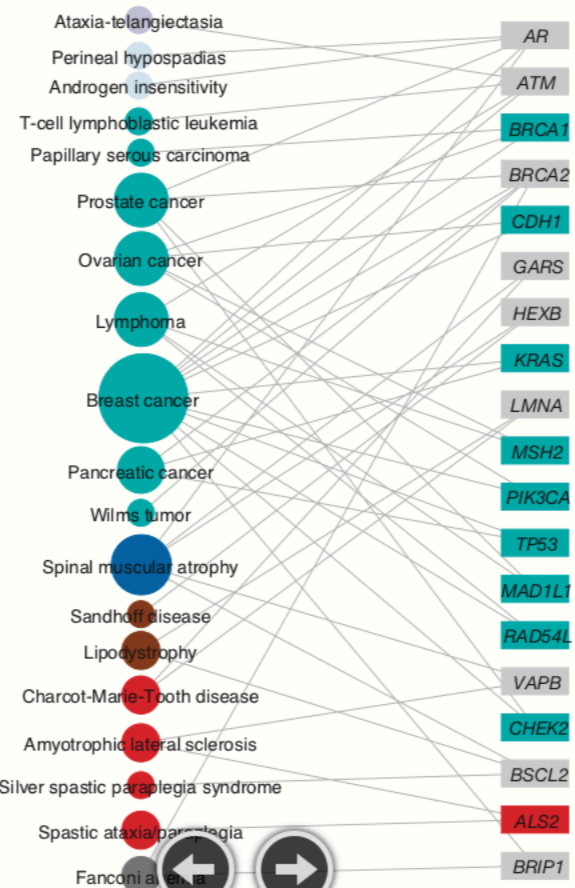 Ataxia-telangiectasia
Perineal hypospadias
Androgen insensitivity
T-cell lymphoblastic leukemia
Papillary serous carcinoma
Prostate cancer
Ovarian cancer
Lymphoma
Breast cancer
Pancreatic cancer
Wilms tumor
Spinal muscular atrophy
Sandhoff disease
Lipodystrophy
Charcot-Marie-Tooth disease
Amyotrophic lateral sclerosis
Silver spastic paraplegia syndrome
Spastic ataxia/paraplegia
Fanconi anemia
AR
ATM
BRCA1
BRCA2
CDH1
GARS
HEXB
KRAS
LMNA
MSH2
PIK3CA
TP53
MAD1L1
RAD54L
VAPB
CHEK2
BSCL2
ALS2
BRIP1